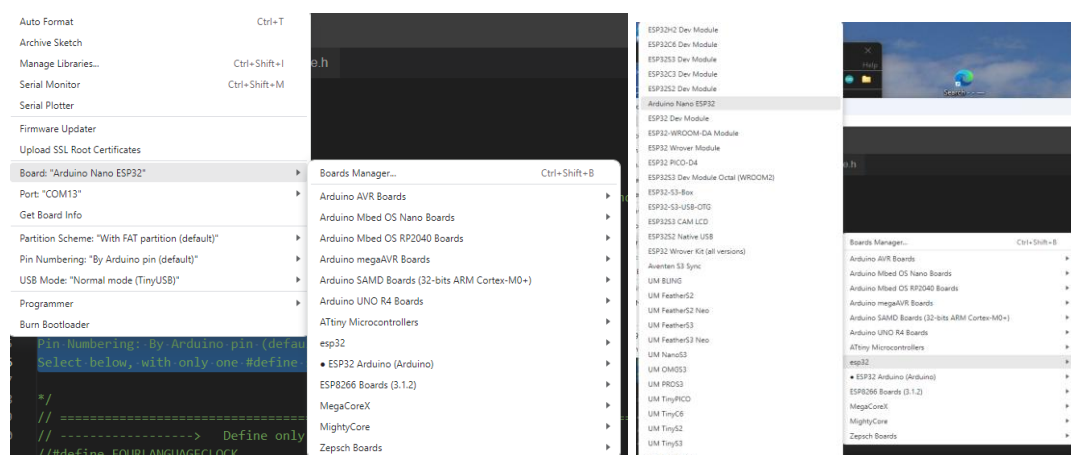 Auto Format Ctrl+T
Archive Sketch
Manage Libraries... Ctrl+Shift+I
Serial Monitor Ctrl+Shift+M
Serial Plotter
Firmware Updater
Upload SSL Root Certificates
Board: "Arduino Nano ESP32"
Port: "COM13"
Get Board Info
Partition Scheme: "With FAT partition (default)"
Pin Numbering: "By Arduino pin (default)"
USB Mode: "Normal mode (TinyUSB)"
Programmer
Burn Bootloader
Pin Numbering: By Arduino pin (defau
Select below, with only one #define
*/
// ====================================
// ------------------> Define only
//#define FOURLANGUAGECLOCK
e.h
Boards Manager... Ctrl+Shift+B
Arduino AVR Boards
Arduino Mbed OS Nano Boards
Arduino Mbed OS RP2040 Boards
Arduino megaAVR Boards
Arduino SAMD Boards (32-bits ARM Cortex-M0+)
Arduino UNO R4 Boards
ATtiny Microcontrollers
esp32
● ESP32 Arduino (Arduino)
ESP8266 Boards (3.1.2)
MegaCoreX
MightyCore
Zepsch Boards
ESP32H2 Dev Module
ESP32C6 Dev Module
ESP32S3 Dev Module
ESP32C3 Dev Module
ESP32S2 Dev Module
Arduino Nano ESP32
ESP32 Dev Module
ESP32-WROOM-DA Module
ESP32 Wrover Module
ESP32 PICO-D4
ESP32S3 Dev Module Octal (WROOM2)
ESP32-S3-Box
ESP32-S3-USB-OTG
ESP32S3 CAM LCD
ESP32S2 Native USB
ESP32 Wrover Kit (all versions)
Aventen S3 Sync
UM BLING
UM FeatherS2
UM FeatherS2 Neo
UM FeatherS3
UM FeatherS3 Neo
UM NanoS3
UM OMGS3
UM PROS3
UM TinyPICO
UM TinyC6
UM TinyS2
UM TinyS3
Help
Search
e.h
Boards Manager... Ctrl+Shift+B
Arduino AVR Boards
Arduino Mbed OS Nano Boards
Arduino Mbed OS RP2040 Boards
Arduino megaAVR Boards
Arduino SAMD Boards (32-bits ARM Cortex-M0+)
Arduino UNO R4 Boards
ATtiny Microcontrollers
esp32
● ESP32 Arduino (Arduino)
ESP8266 Boards (3.1.2)
MegaCoreX
MightyCore
Zepsch Boards